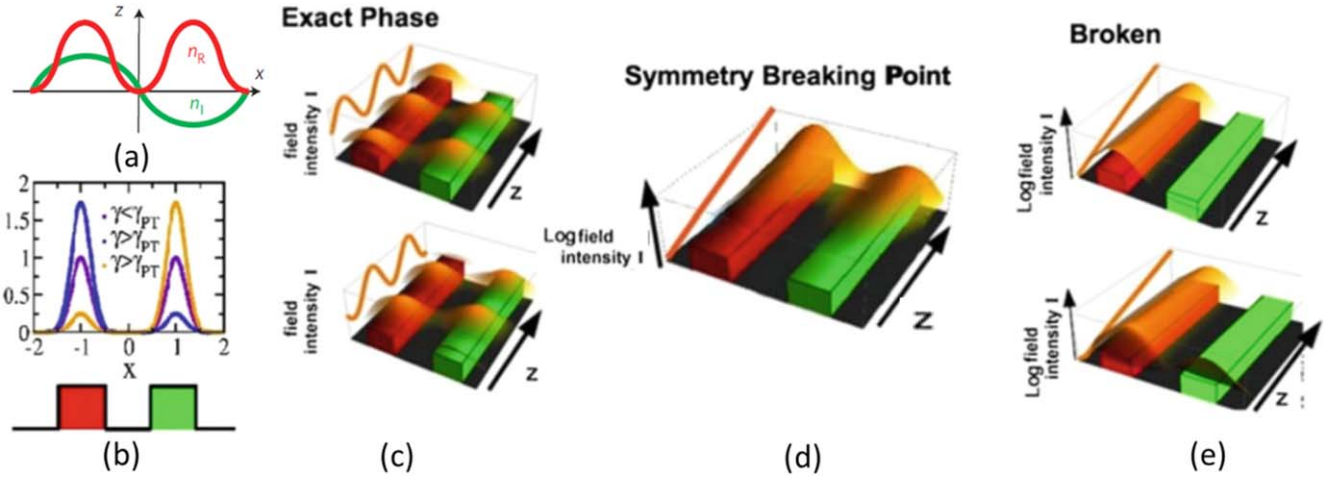 z
x
n_R
n_I
(a)
2
1.5
1
0.5
0
γ<γ_PT
γ>γ_PT
γ>γ_PT
-2 -1 0 1 2
X
(b)
Exact Phase
field
intensity I
Z
field
intensity I
Z
(c)
Symmetry Breaking Point
Log field
intensity I
Z
(d)
Broken
Log field
intensity I
Z
Log field
intensity I
Z
(e)